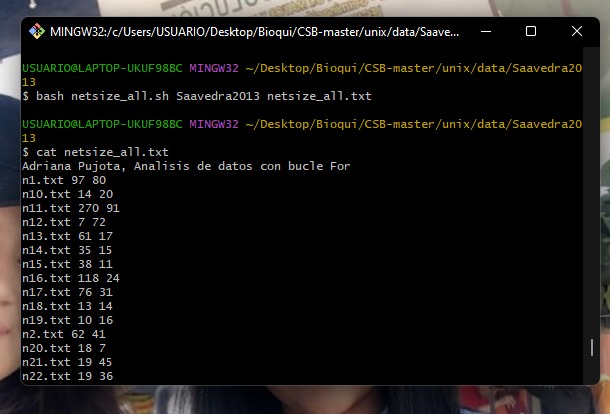 MINGW32:/c/Users/USUARIO/Desktop/Bioqui/CSB-master/unix/data/Saave...
USUARIO@LAPTOP-UKUF98BC MINGW32 ~/Desktop/Bioqui/CSB-master/unix/data/Saavedra20
13
$ bash netsize_all.sh Saavedra2013 netsize_all.txt
USUARIO@LAPTOP-UKUF98BC MINGW32 ~/Desktop/Bioqui/CSB-master/unix/data/Saavedra20
13
$ cat netsize_all.txt
Adriana Pujota, Analisis de datos con bucle For
n1.txt 97 80
n10.txt 14 20
n11.txt 270 91
n12.txt 7 72
n13.txt 61 17
n14.txt 35 15
n15.txt 38 11
n16.txt 118 24
n17.txt 76 31
n18.txt 13 14
n19.txt 10 16
n2.txt 62 41
n20.txt 18 7
n21.txt 19 45
n22.txt 19 36